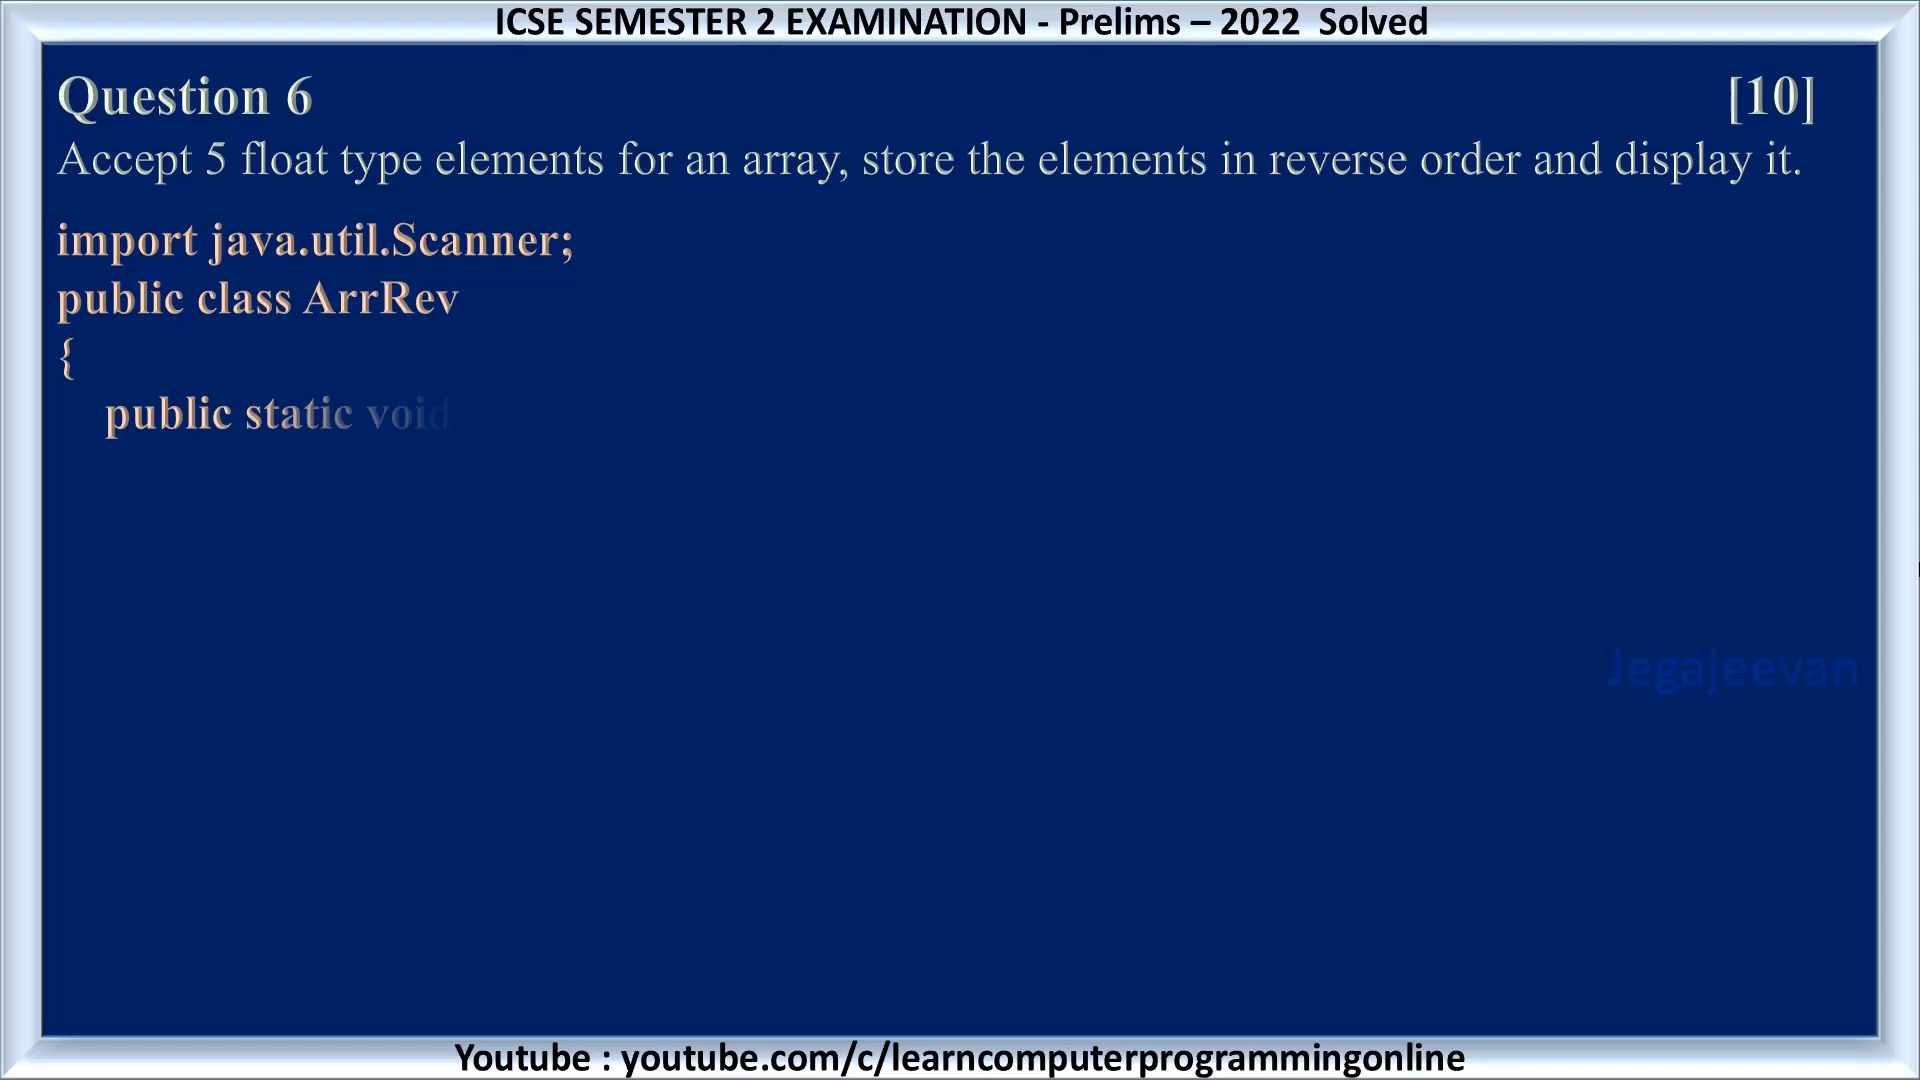 ICSE SEMESTER 2 EXAMINATION - Prelims – 2022 Solved
Question 6 [10]
Accept 5 float type elements for an array, store the elements in reverse order and display it.
import java.util.Scanner;
public class ArrRev
{
public static void
Jegajeevan
Youtube : youtube.com/c/learncomputerprogrammingonline